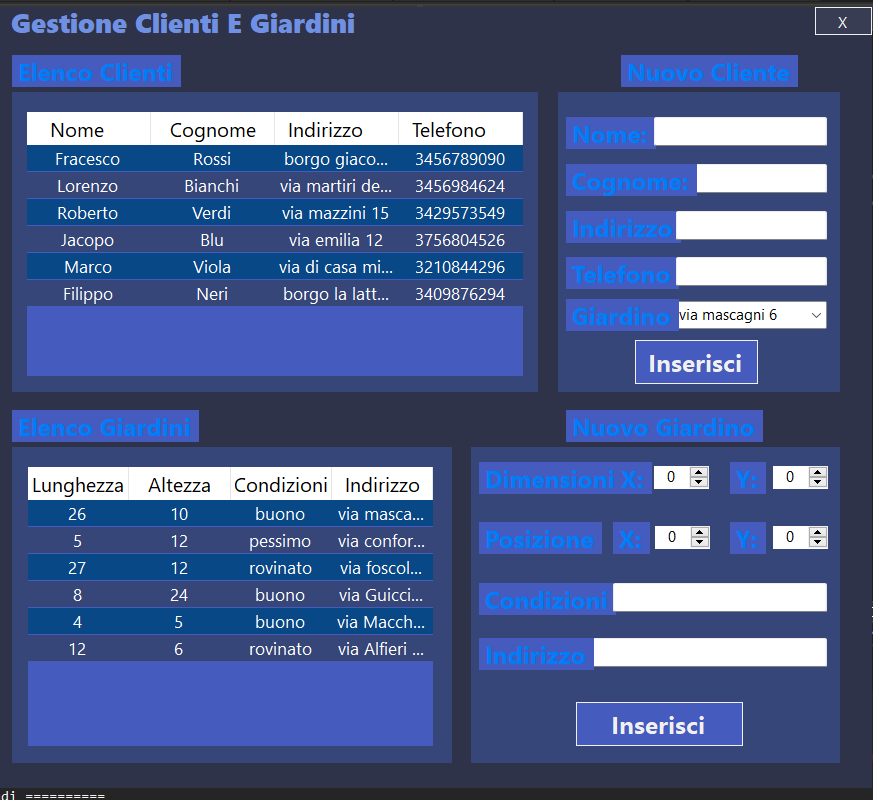 Gestione Clienti E Giardini
X
Elenco Clienti
Nome Cognome Indirizzo Telefono
Fracesco Rossi borgo giaco... 3456789090
Lorenzo Bianchi via martiri de... 3456984624
Roberto Verdi via mazzini 15 3429573549
Jacopo Blu via emilia 12 3756804526
Marco Viola via di casa mi... 3210844296
Filippo Neri borgo la latt... 3409876294
Nuovo Cliente
Nome:
Cognome:
Indirizzo
Telefono
Giardino via mascagni 6
Inserisci
Elenco Giardini
Lunghezza Altezza Condizioni Indirizzo
26 10 buono via masca...
5 12 pessimo via confor...
27 12 rovinato via foscol...
8 24 buono via Guicci...
4 5 buono via Macch...
12 6 rovinato via Alfieri ...
Nuovo Giardino
Dimensioni X: 0 Y: 0
Posizione X: 0 Y: 0
Condizioni
Indirizzo
Inserisci
di ==========